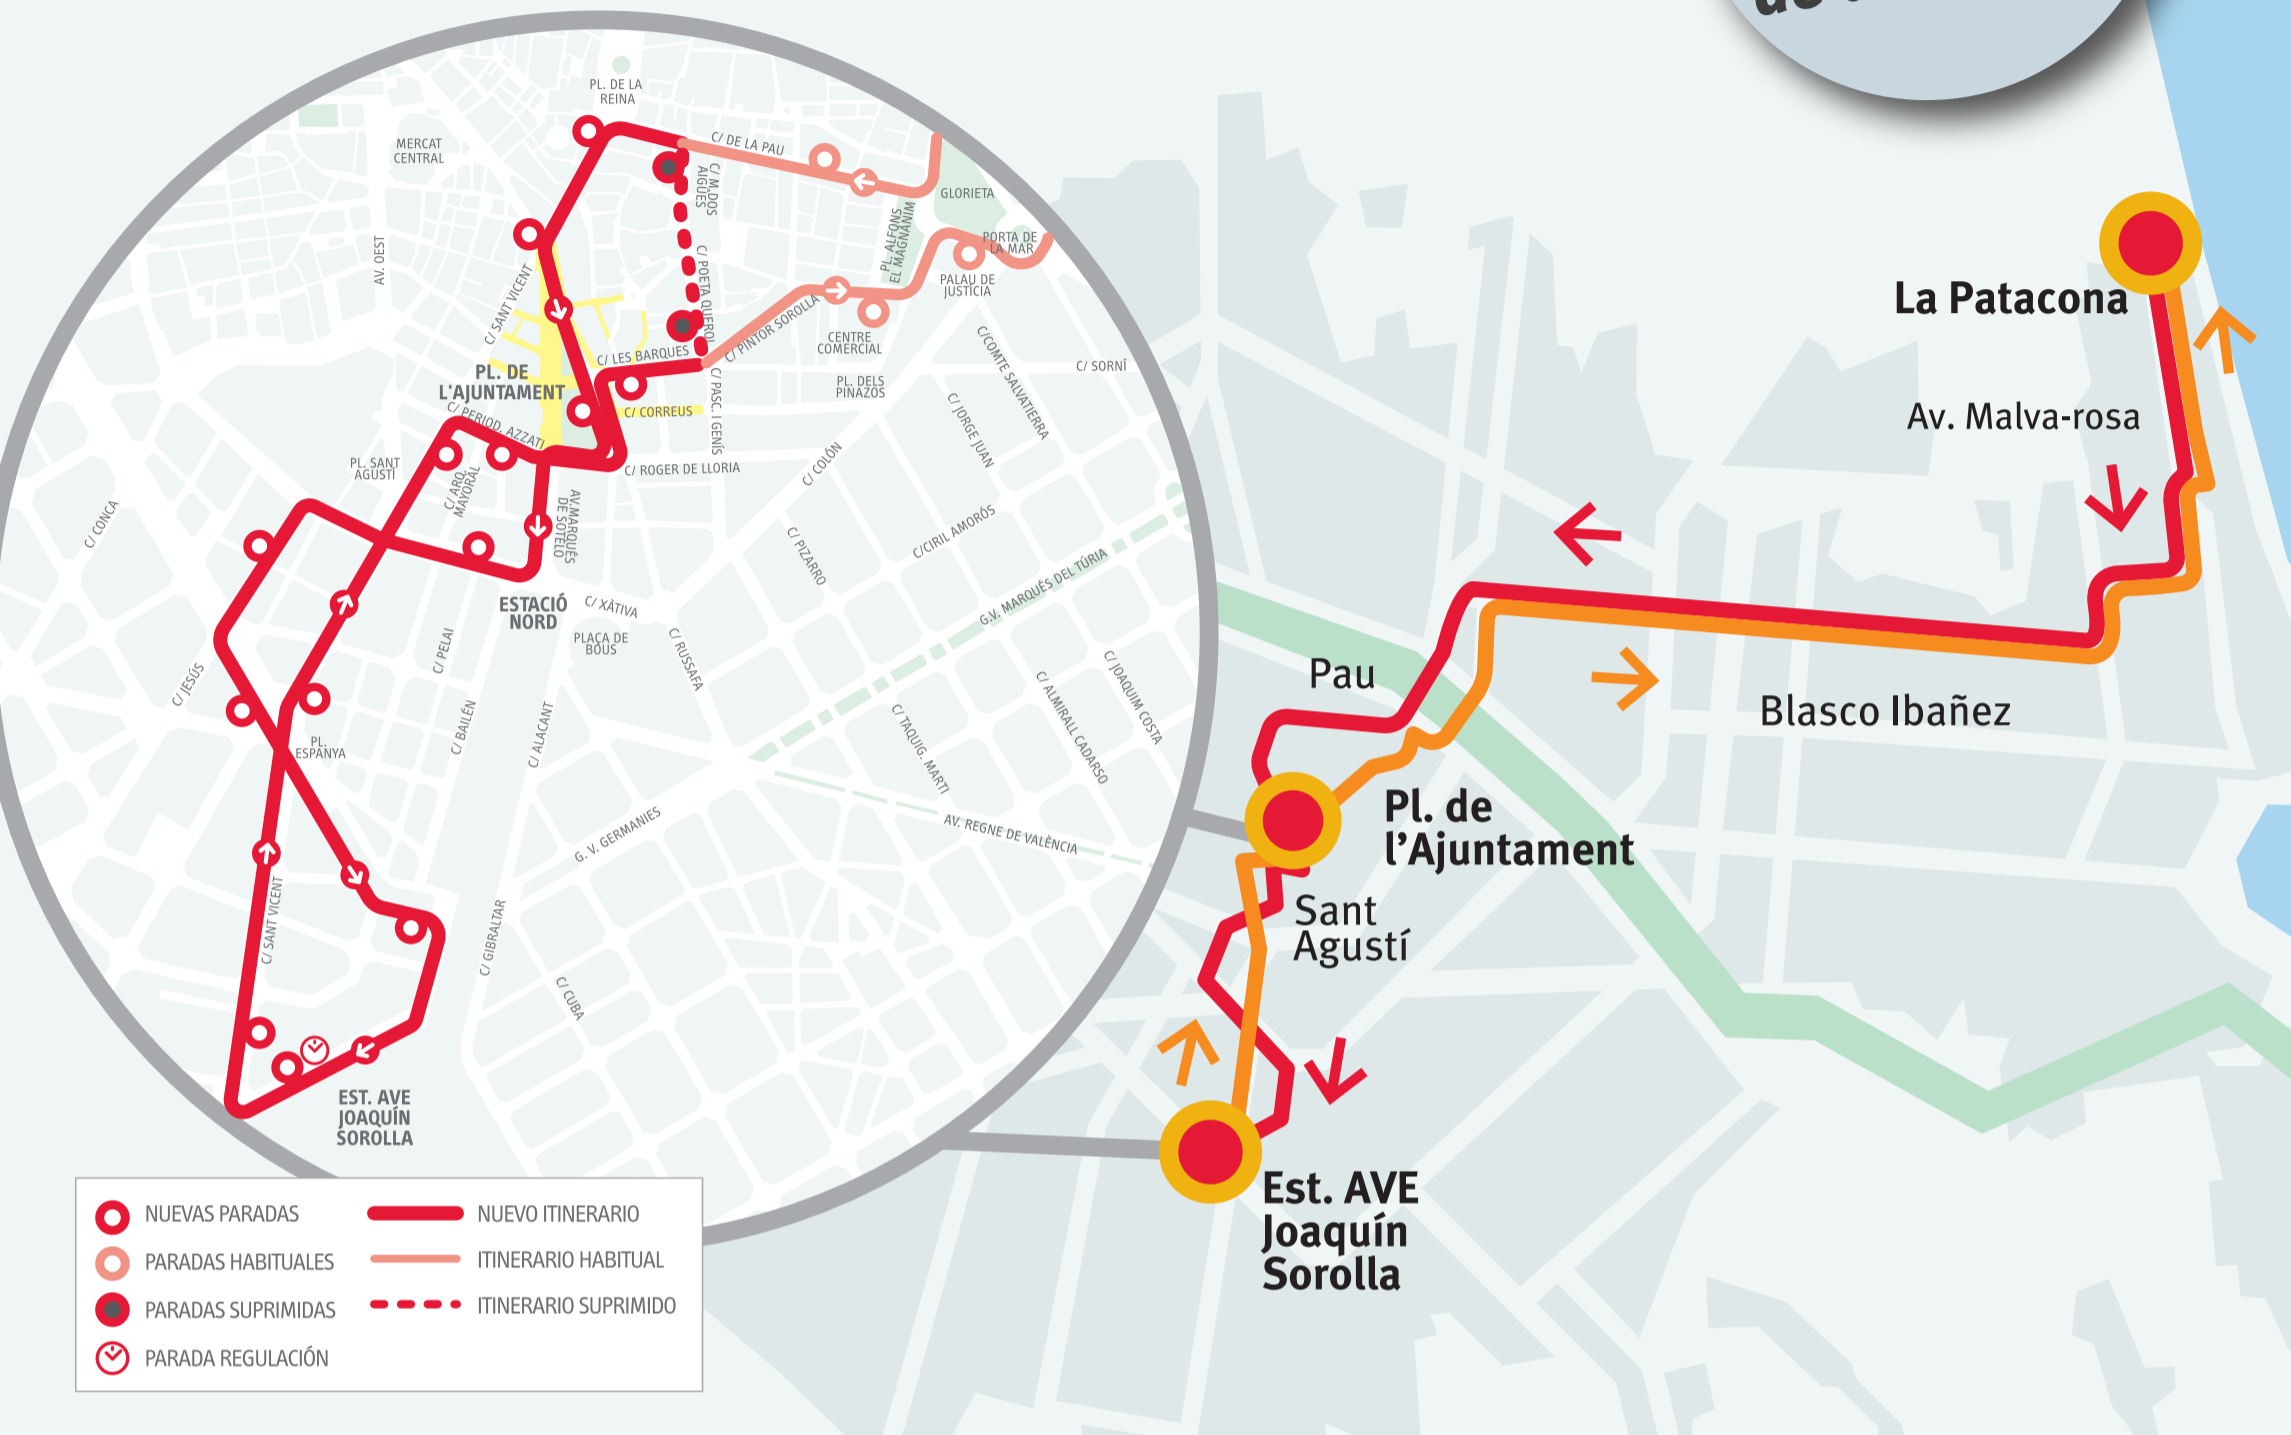 PL. DE LA
REINA
MERCAT
CENTRAL
C/ DE LA PAU
C/ M.DOS
AIGÜES
GLORIETA
PL. ALFONS
EL MAGNÀNIM
PORTA DE
LA MAR
PALAU DE
JUSTÍCIA
AV. OEST
C/ SANT VICENT
C/ POETA QUEROL
C/ PINTOR SOROLLA
CENTRE
COMERCIAL
C/ LES BARQUES
PL. DE
L'AJUNTAMENT
C/ CORREUS
C/ PASC. I GENÍS
PL. DELS
PINAZOS
C/COMTE SALVATIERRA
C/ SORNÍ
C/ JORGE JUAN
C/ PERIOD. AZZATI
PL. SANT
AGUSTÍ
C/ ARQ.
MAYORAL
C/ ROGER DE LLORIA
C/ COLÓN
C/ CONCA
AV.MARQUÉS
DE SOTELO
C/ PIZARRO
C/CIRIL AMORÓS
G.V. MARQUÉS DEL TÚRIA
ESTACIÓ
NORD
C/ XÀTIVA
PLAÇA DE
BOUS
C/ RUSSAFA
C/ JESÚS
C/ PELAI
C/ BAILÉN
C/ ALACANT
PL.
ESPANYA
C/ TAQUIG. MARTI
C/ ALMIRALL CADARSO
C/ JOAQUIM COSTA
G. V. GERMANIES
AV. REGNE DE VALÈNCIA
C/ SANT VICENT
C/ GIBRALTAR
C/ CUBA
EST. AVE
JOAQUÍN
SOROLLA
NUEVAS PARADAS
PARADAS HABITUALES
PARADAS SUPRIMIDAS
PARADA REGULACIÓN
NUEVO ITINERARIO
ITINERARIO HABITUAL
ITINERARIO SUPRIMIDO
La Patacona
Av. Malva-rosa
Pau
Blasco Ibañez
Pl. de
l'Ajuntament
Sant
Agustí
Est. AVE
Joaquín
Sorolla